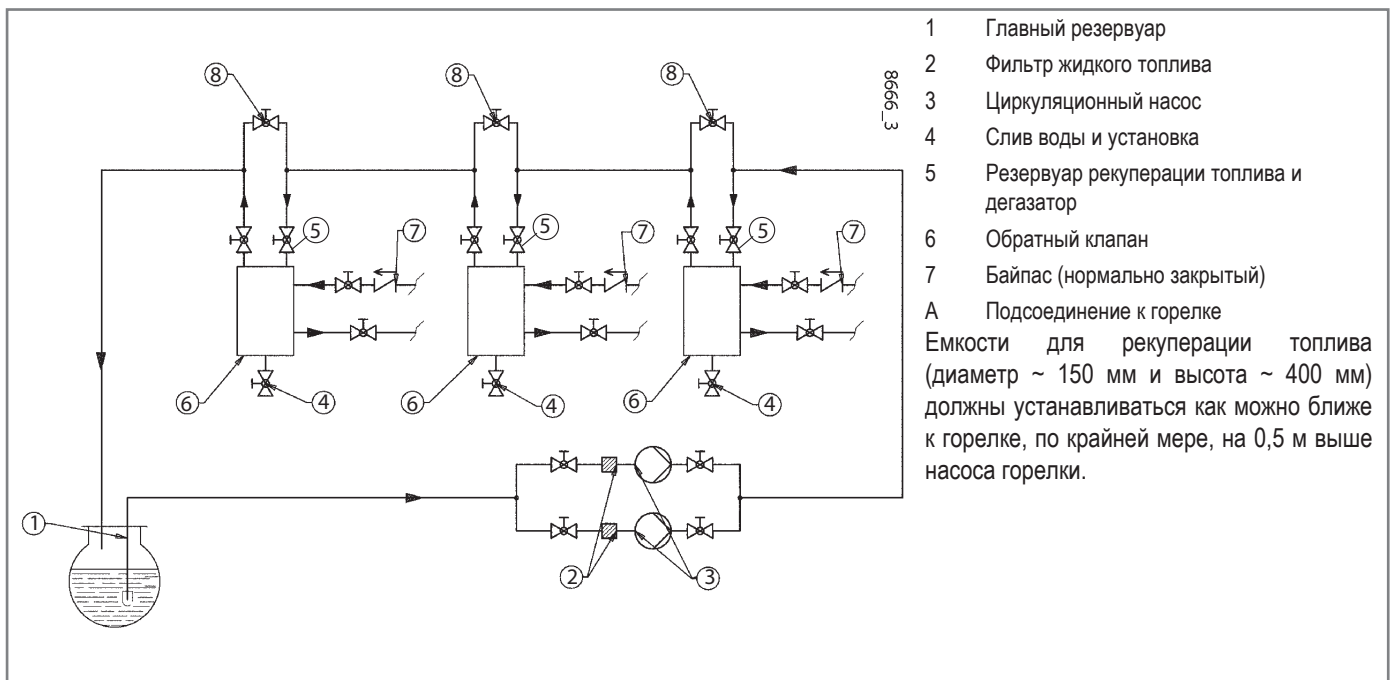 8
8
8
8666_3
5
7
5
7
5
7
6
4
6
4
6
4
1
2
3
1 Главный резервуар
2 Фильтр жидкого топлива
3 Циркуляционный насос
4 Слив воды и установка
5 Резервуар рекуперации топлива и
дегазатор
6 Обратный клапан
7 Байпас (нормально закрытый)
A Подсоединение к горелке
Емкости для рекуперации топлива
(диаметр ~ 150 мм и высота ~ 400 мм)
должны устанавливаться как можно ближе
к горелке, по крайней мере, на 0,5 м выше
насоса горелки.